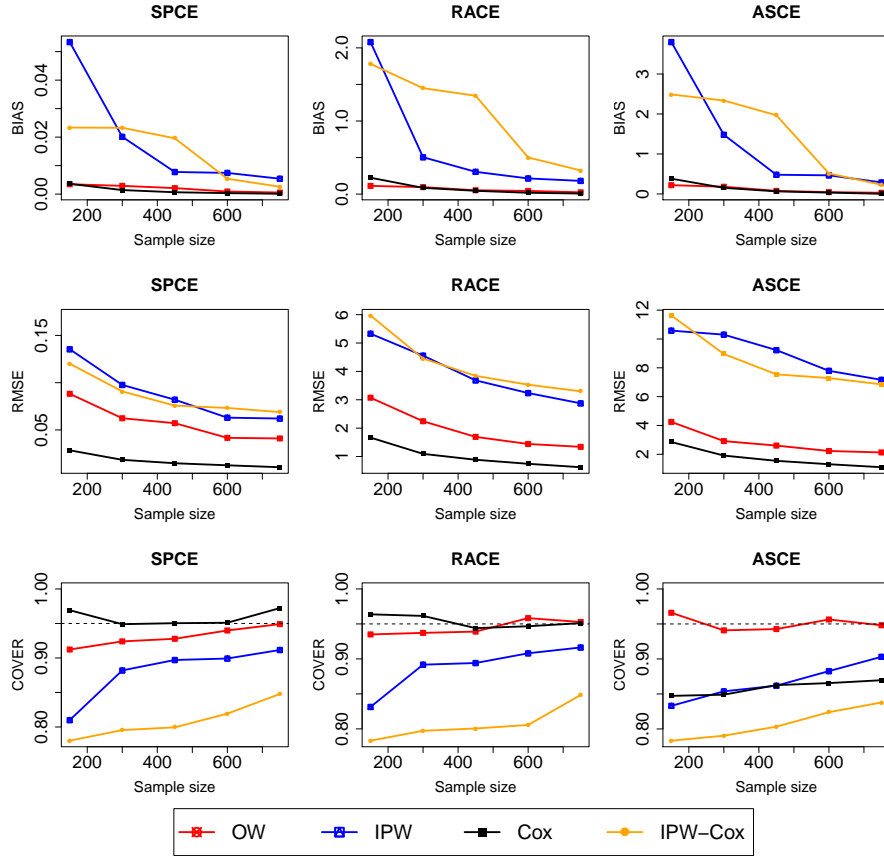 SPCE RACE ASCE
BIAS
0.00 0.02 0.04
200 400 600
Sample size
BIAS
0.0 1.0 2.0
200 400 600
Sample size
BIAS
0 1 2 3
200 400 600
Sample size
SPCE RACE ASCE
RMSE
0.05 0.15
200 400 600
Sample size
RMSE
1 2 3 4 5 6
200 400 600
Sample size
RMSE
2 4 6 8 12
200 400 600
Sample size
SPCE RACE ASCE
COVER
0.80 0.90 1.00
200 400 600
Sample size
COVER
0.80 0.90 1.00
200 400 600
Sample size
COVER
0.80 0.90 1.00
200 400 600
Sample size
OW IPW Cox IPW−Cox